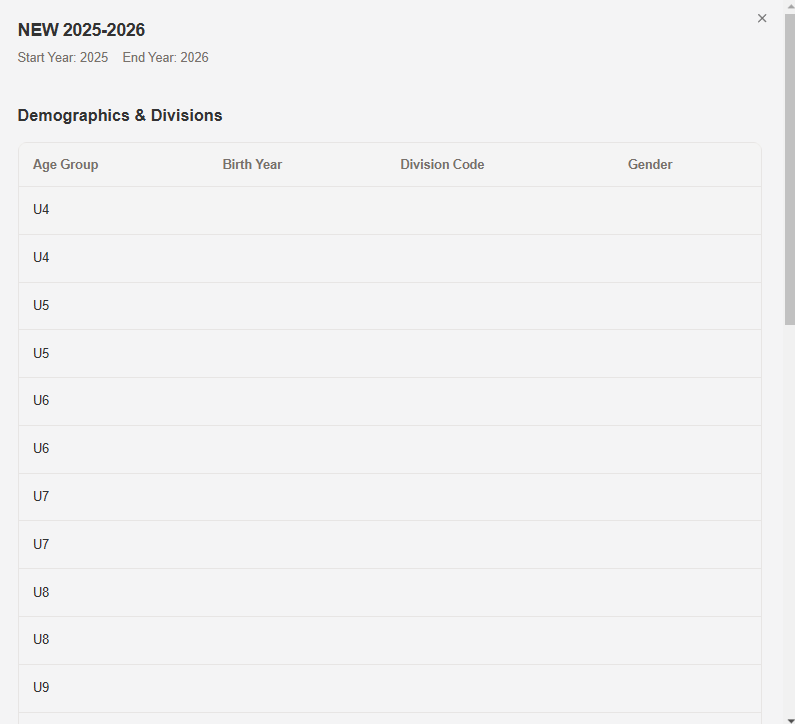 NEW 2025-2026
Start Year: 2025 End Year: 2026
Demographics & Divisions
Age Group Birth Year Division Code Gender
U4
U4
U5
U5
U6
U6
U7
U7
U8
U8
U9